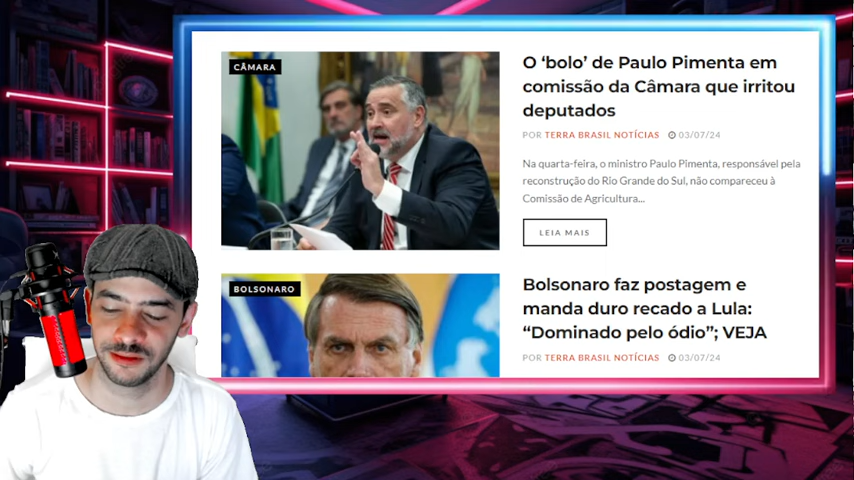 CÂMARA
O ‘bolo’ de Paulo Pimenta em
comissão da Câmara que irritou
deputados
POR TERRA BRASIL NOTÍCIAS 03/07/24
Na quarta-feira, o ministro Paulo Pimenta, responsável pela
reconstrução do Rio Grande do Sul, não compareceu à
Comissão de Agricultura...
LEIA MAIS
BOLSONARO
Bolsonaro faz postagem e
manda duro recado a Lula:
“Dominado pelo ódio”; VEJA
POR TERRA BRASIL NOTÍCIAS 03/07/24